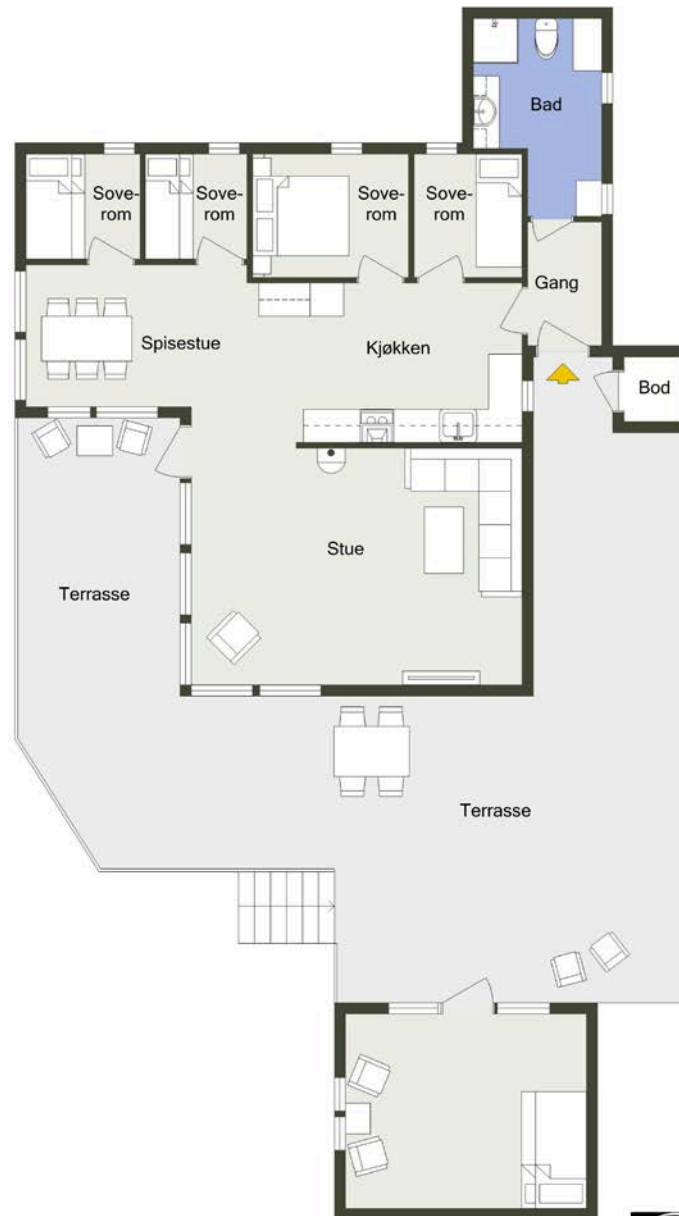 Bad
Sove-
rom
Sove-
rom
Sove-
rom
Sove-
rom
Gang
Spisestue
Kjøkken
Bod
Stue
Terrasse
Terrasse